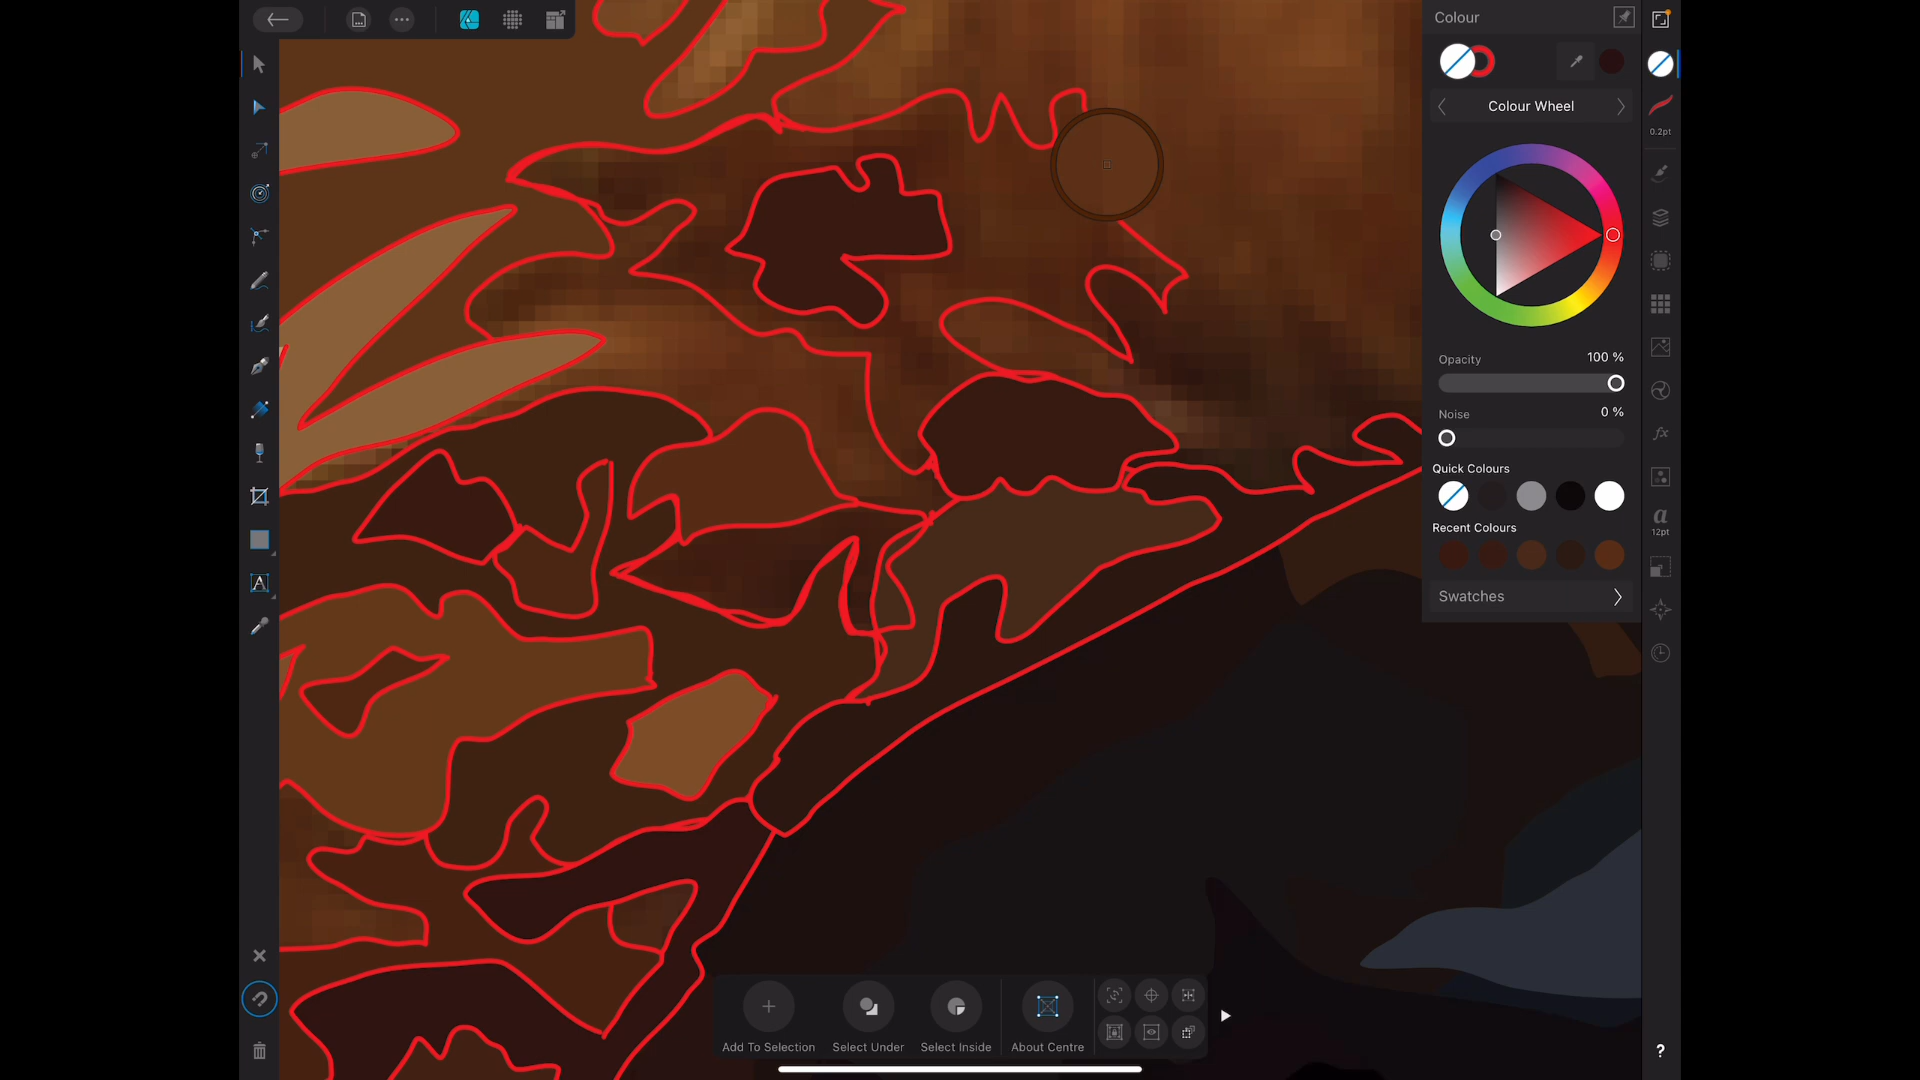 Colour
Colour Wheel
0.2pt
Opacity 100 %
Noise 0 %
Quick Colours
Recent Colours
Swatches
fx
a
12pt
A
Add To Selection
Select Under
Select Inside
About Centre
?